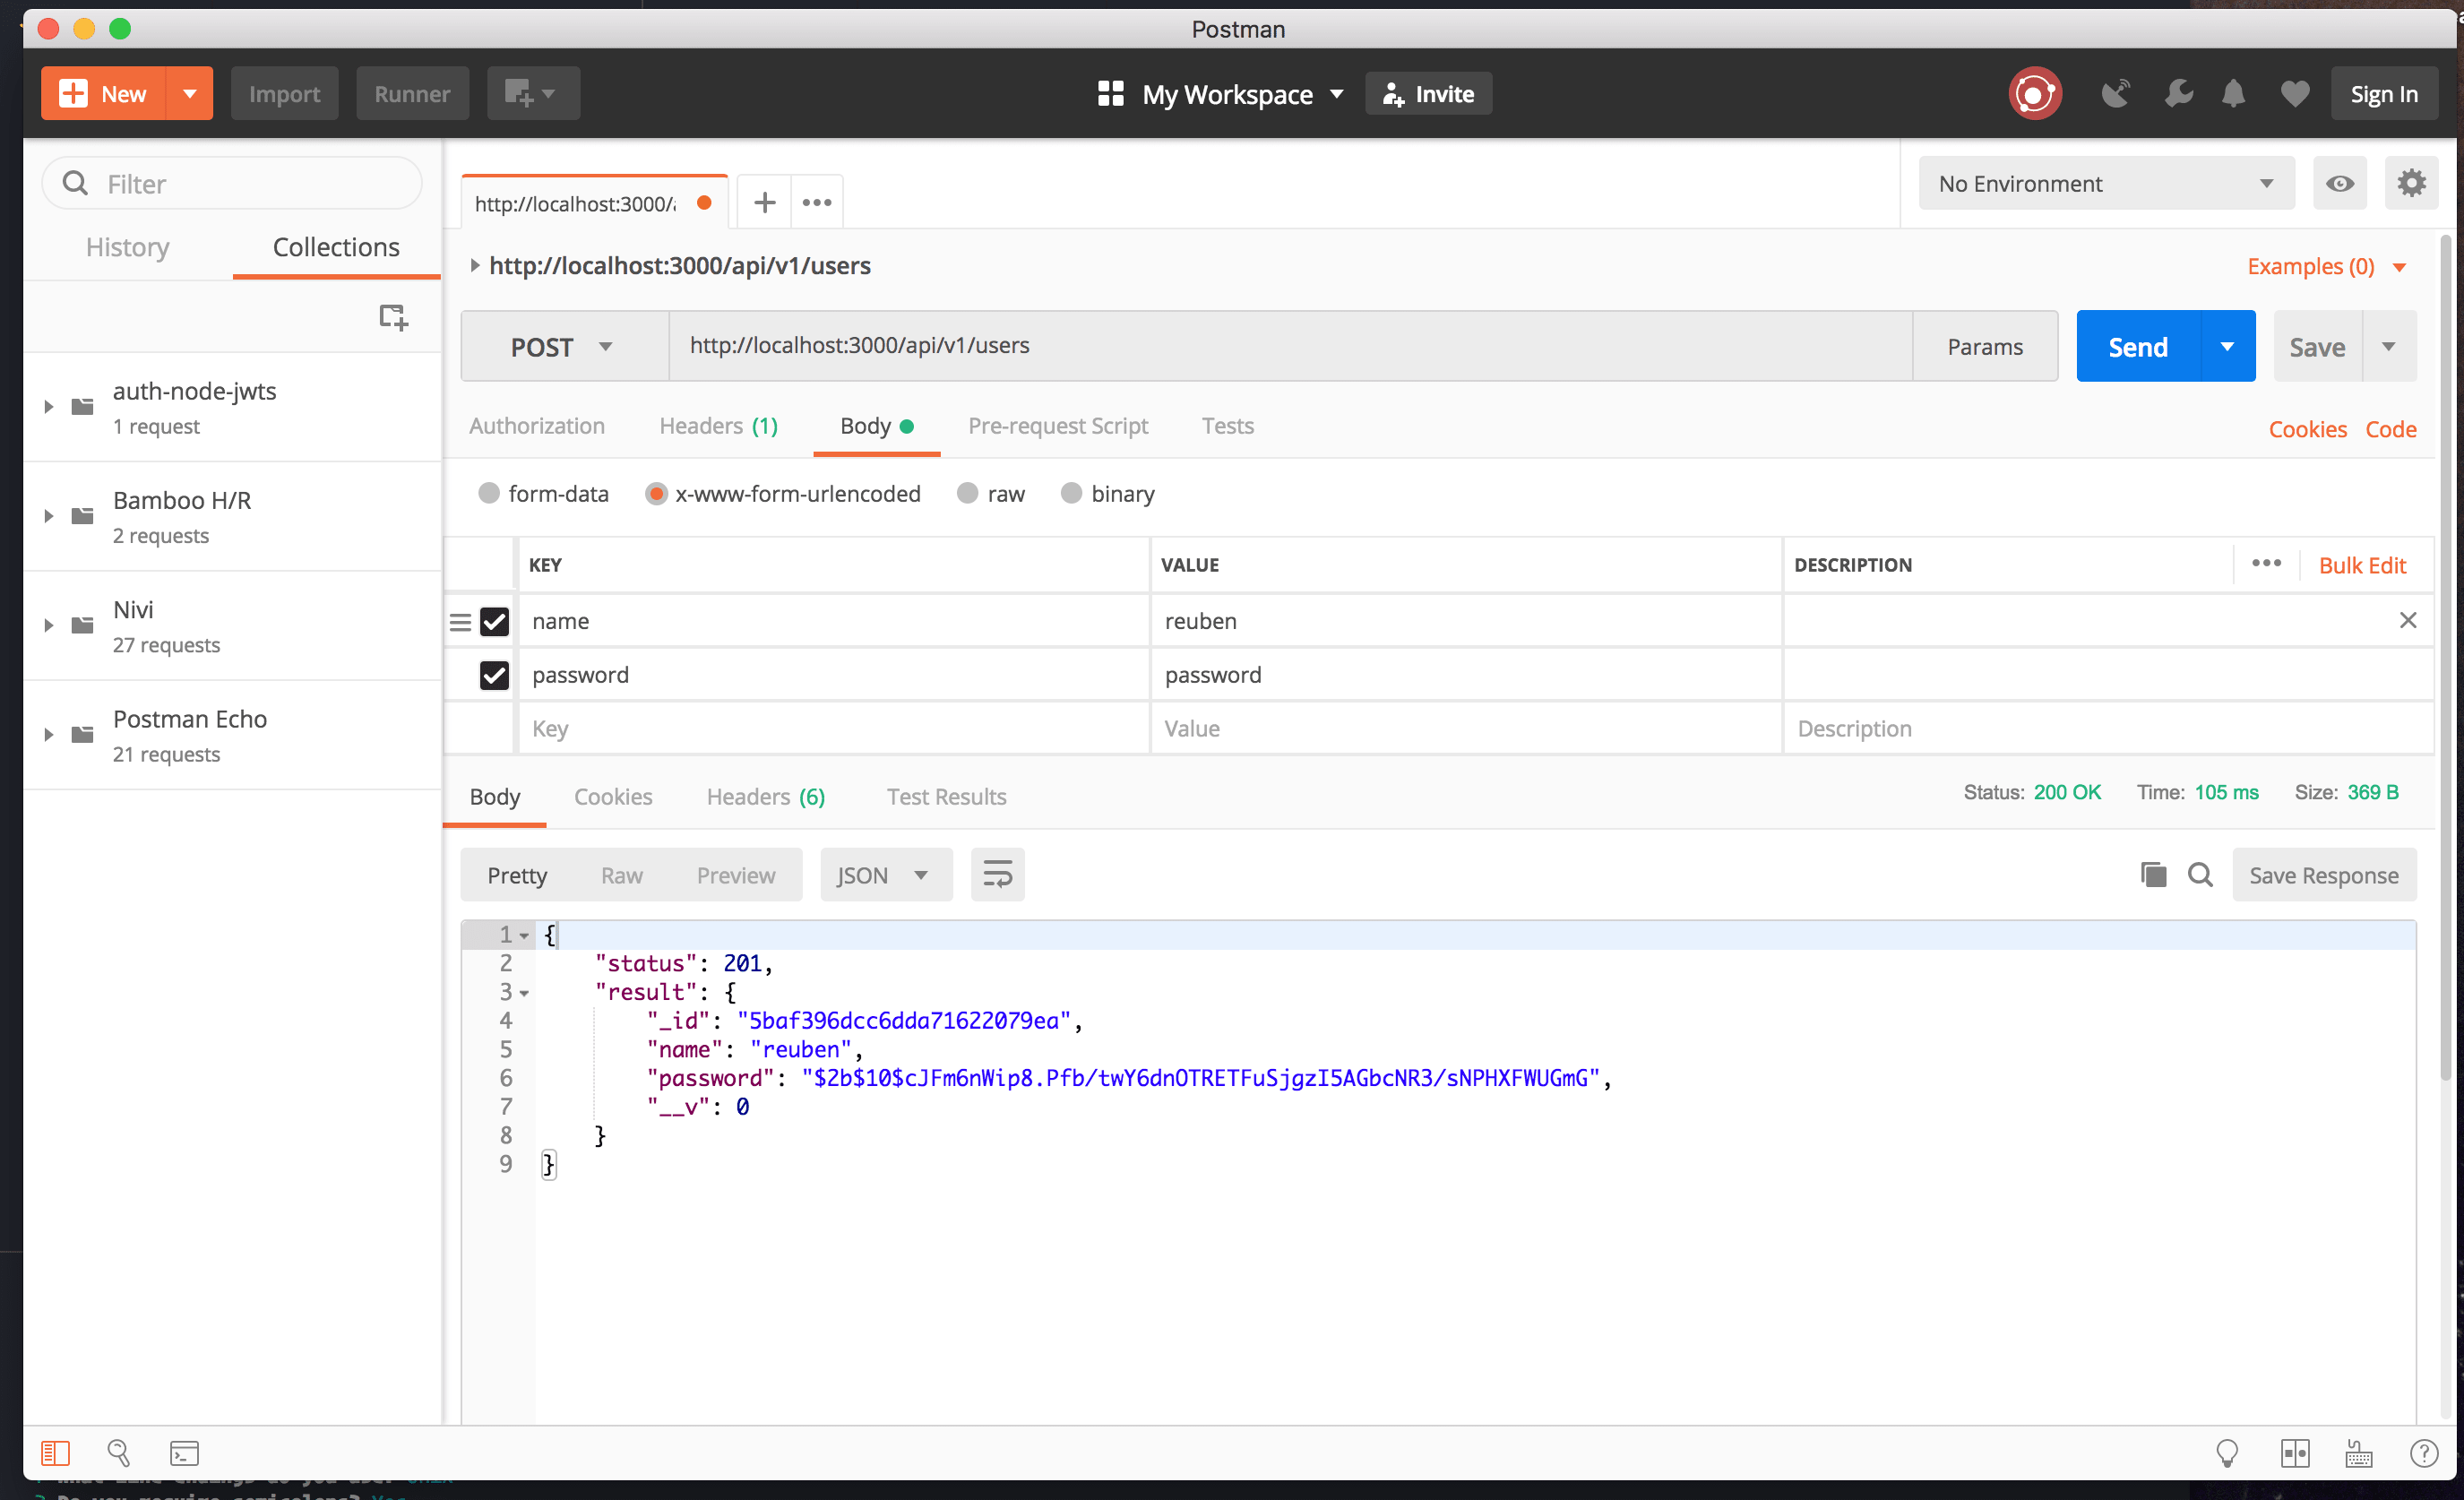 Postman
New Import Runner My Workspace Invite Sign In
Filter
History Collections
auth-node-jwts
1 request
Bamboo H/R
2 requests
Nivi
27 requests
Postman Echo
21 requests
http://localhost:3000/ •••
No Environment
http://localhost:3000/api/v1/users
Examples (0)
POST http://localhost:3000/api/v1/users Params Send Save
Authorization Headers (1) Body Pre-request Script Tests Cookies Code
form-data x-www-form-urlencoded raw binary
KEY VALUE DESCRIPTION ••• Bulk Edit
name reuben
password password
Key Value Description
Body Cookies Headers (6) Test Results Status: 200 OK Time: 105 ms Size: 369 B
Pretty Raw Preview JSON Save Response
1 {
2 "status": 201,
3 "result": {
4 "_id": "5baf396dcc6dda71622079ea",
5 "name": "reuben",
6 "password": "$2b$10$cJFm6nWip8.Pfb/twY6dnOTRETFuSjgzI5AGbcNR3/sNPHXFWUGmG",
7 "__v": 0
8 }
9 }